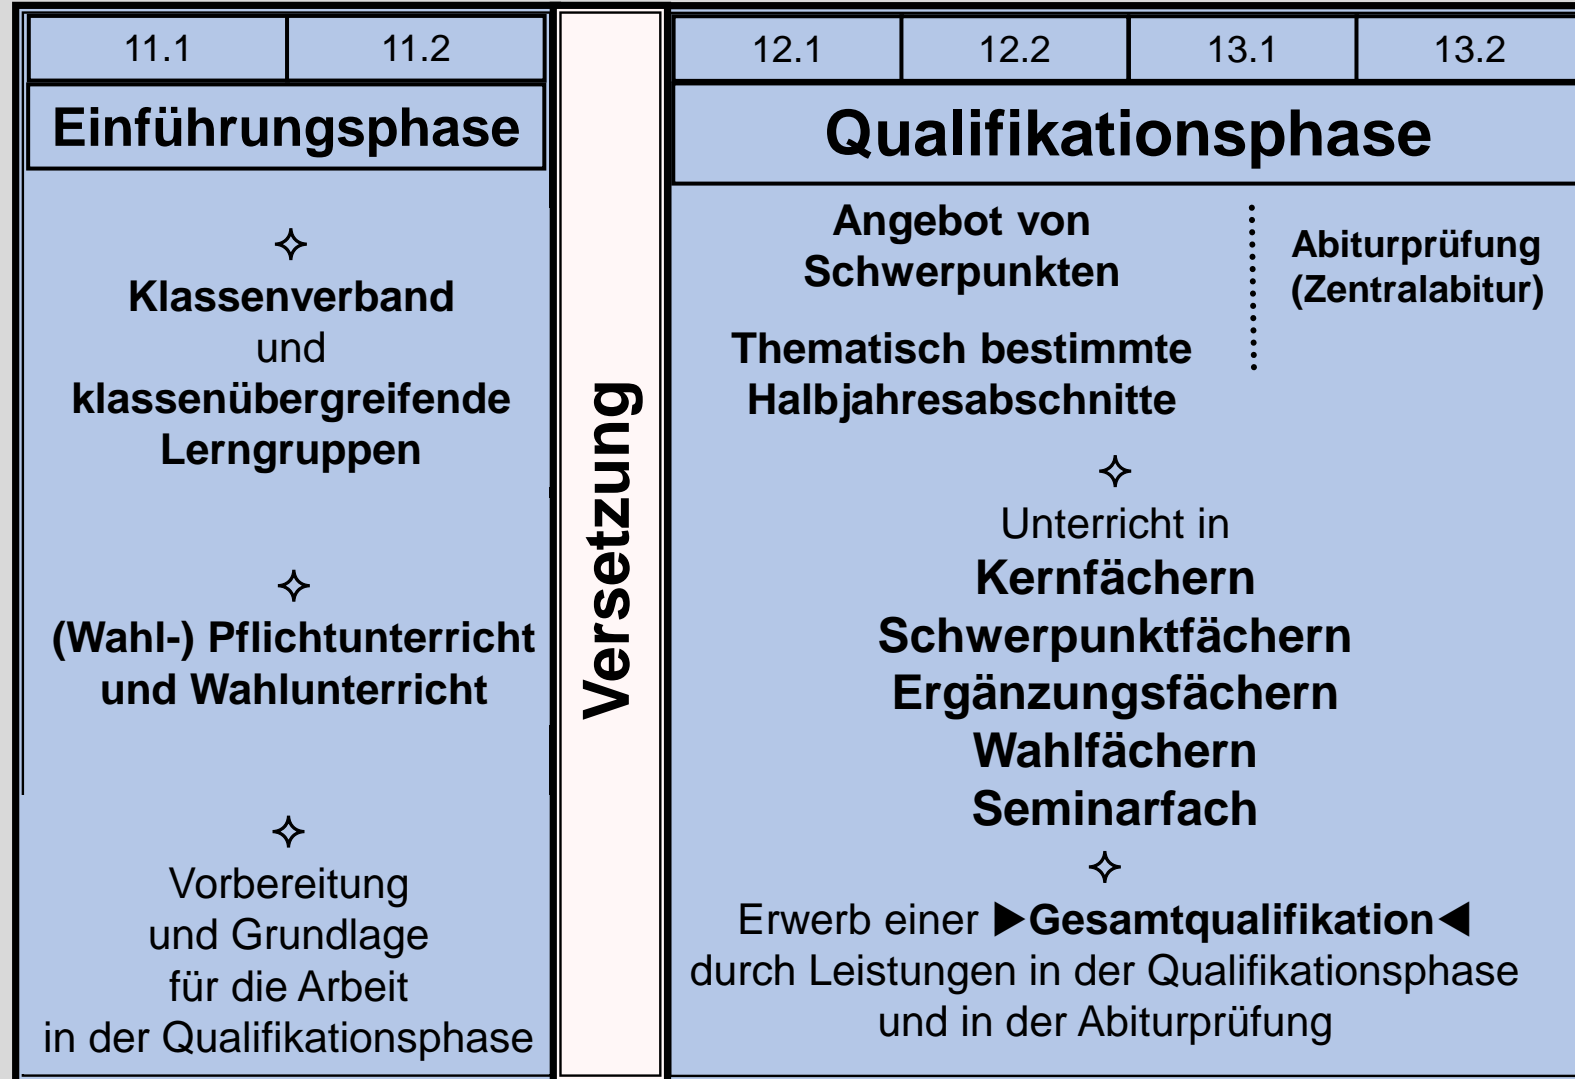 11.1 11.2
Einführungsphase
✧
Klassenverband
und
klassenübergreifende
Lerngruppen
✧
(Wahl-) Pflichtunterricht
und Wahlunterricht
✧
Vorbereitung
und Grundlage
für die Arbeit
in der Qualifikationsphase
Versetzung
12.1 12.2 13.1 13.2
Qualifikationsphase
Angebot von
Schwerpunkten
Thematisch bestimmte
Halbjahresabschnitte
Abiturprüfung
(Zentralabitur)
✧
Unterricht in
Kernfächern
Schwerpunktfächern
Ergänzungsfächern
Wahlfächern
Seminarfach
✧
Erwerb einer ▶Gesamtqualifikation◀
durch Leistungen in der Qualifikationsphase
und in der Abiturprüfung